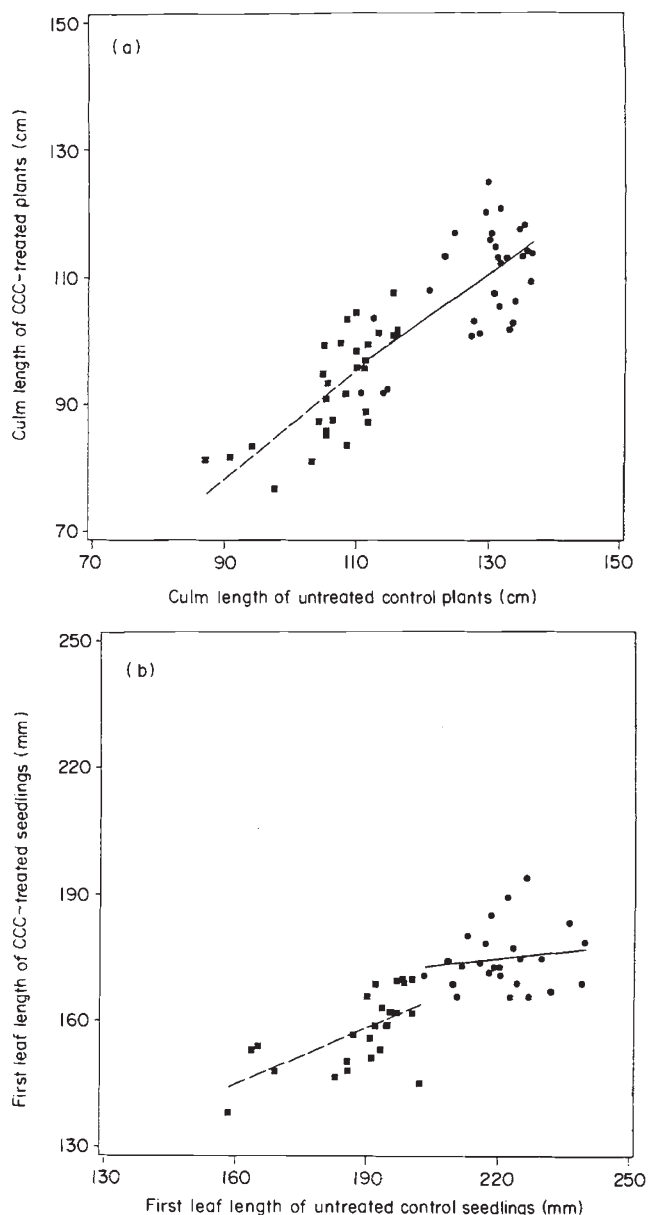 (a)
Culm length of CCC-treated plants (cm)
150
130
110
90
70
70 90 110 130 150
Culm length of untreated control plants (cm)
(b)
First leaf length of CCC-treated seedlings (mm)
250
220
190
160
130
130 160 190 220 250
First leaf length of untreated control seedlings (mm)